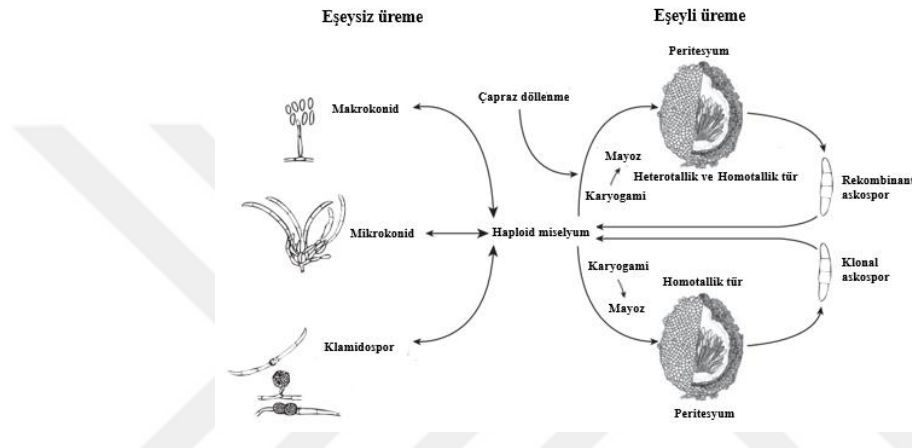 Eşeysiz üreme
Eşeyli üreme
Peritesyum
Makrokonid
Çapraz döllenme
Mayoz
Heterotallik ve Homotallik tür
Karyogami
Rekombinant
askospor
Mikrokonid
Haploid miselyum
Klonal
askospor
Karyogami
Homotallik tür
Mayoz
Klamidospor
Peritesyum